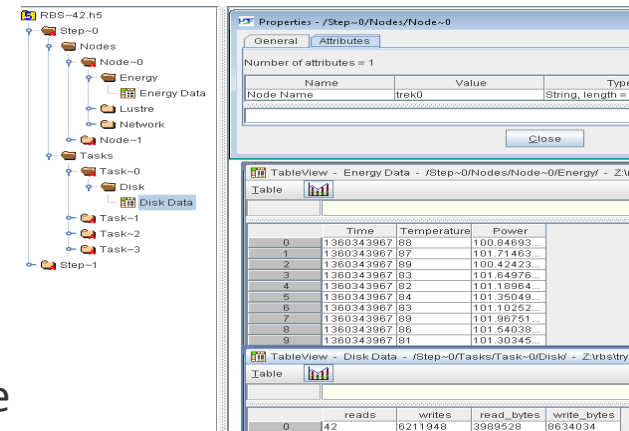 RBS~42.h5
Step~0
Nodes
Node~0
Energy
Energy Data
Lustre
Network
Node~1
Tasks
Task~0
Disk
Disk Data
Task~1
Task~2
Task~3
Step~1
e
Properties - /Step~0/Nodes/Node~0
General Attributes
Number of attributes = 1
Name Value Type
Node Name trek0 String, length =
Close
TableView - Energy Data - /Step~0/Nodes/Node~0/Energy/ - Z:\r
Table
Time Temperature Power
0 1360343967 88 100.84693...
1 1360343967 87 101.71463...
2 1360343967 89 100.42423...
3 1360343967 83 101.64976...
4 1360343967 82 101.18964...
5 1360343967 84 101.35049...
6 1360343967 83 101.10252...
7 1360343967 89 101.96751...
8 1360343967 86 101.54038...
9 1360343967 81 101.30345...
TableView - Disk Data - /Step~0/Tasks/Task~0/Disk/ - Z:\rbs\try
Table
reads writes read_bytes write_bytes
0 42 6211948 3989528 8634034